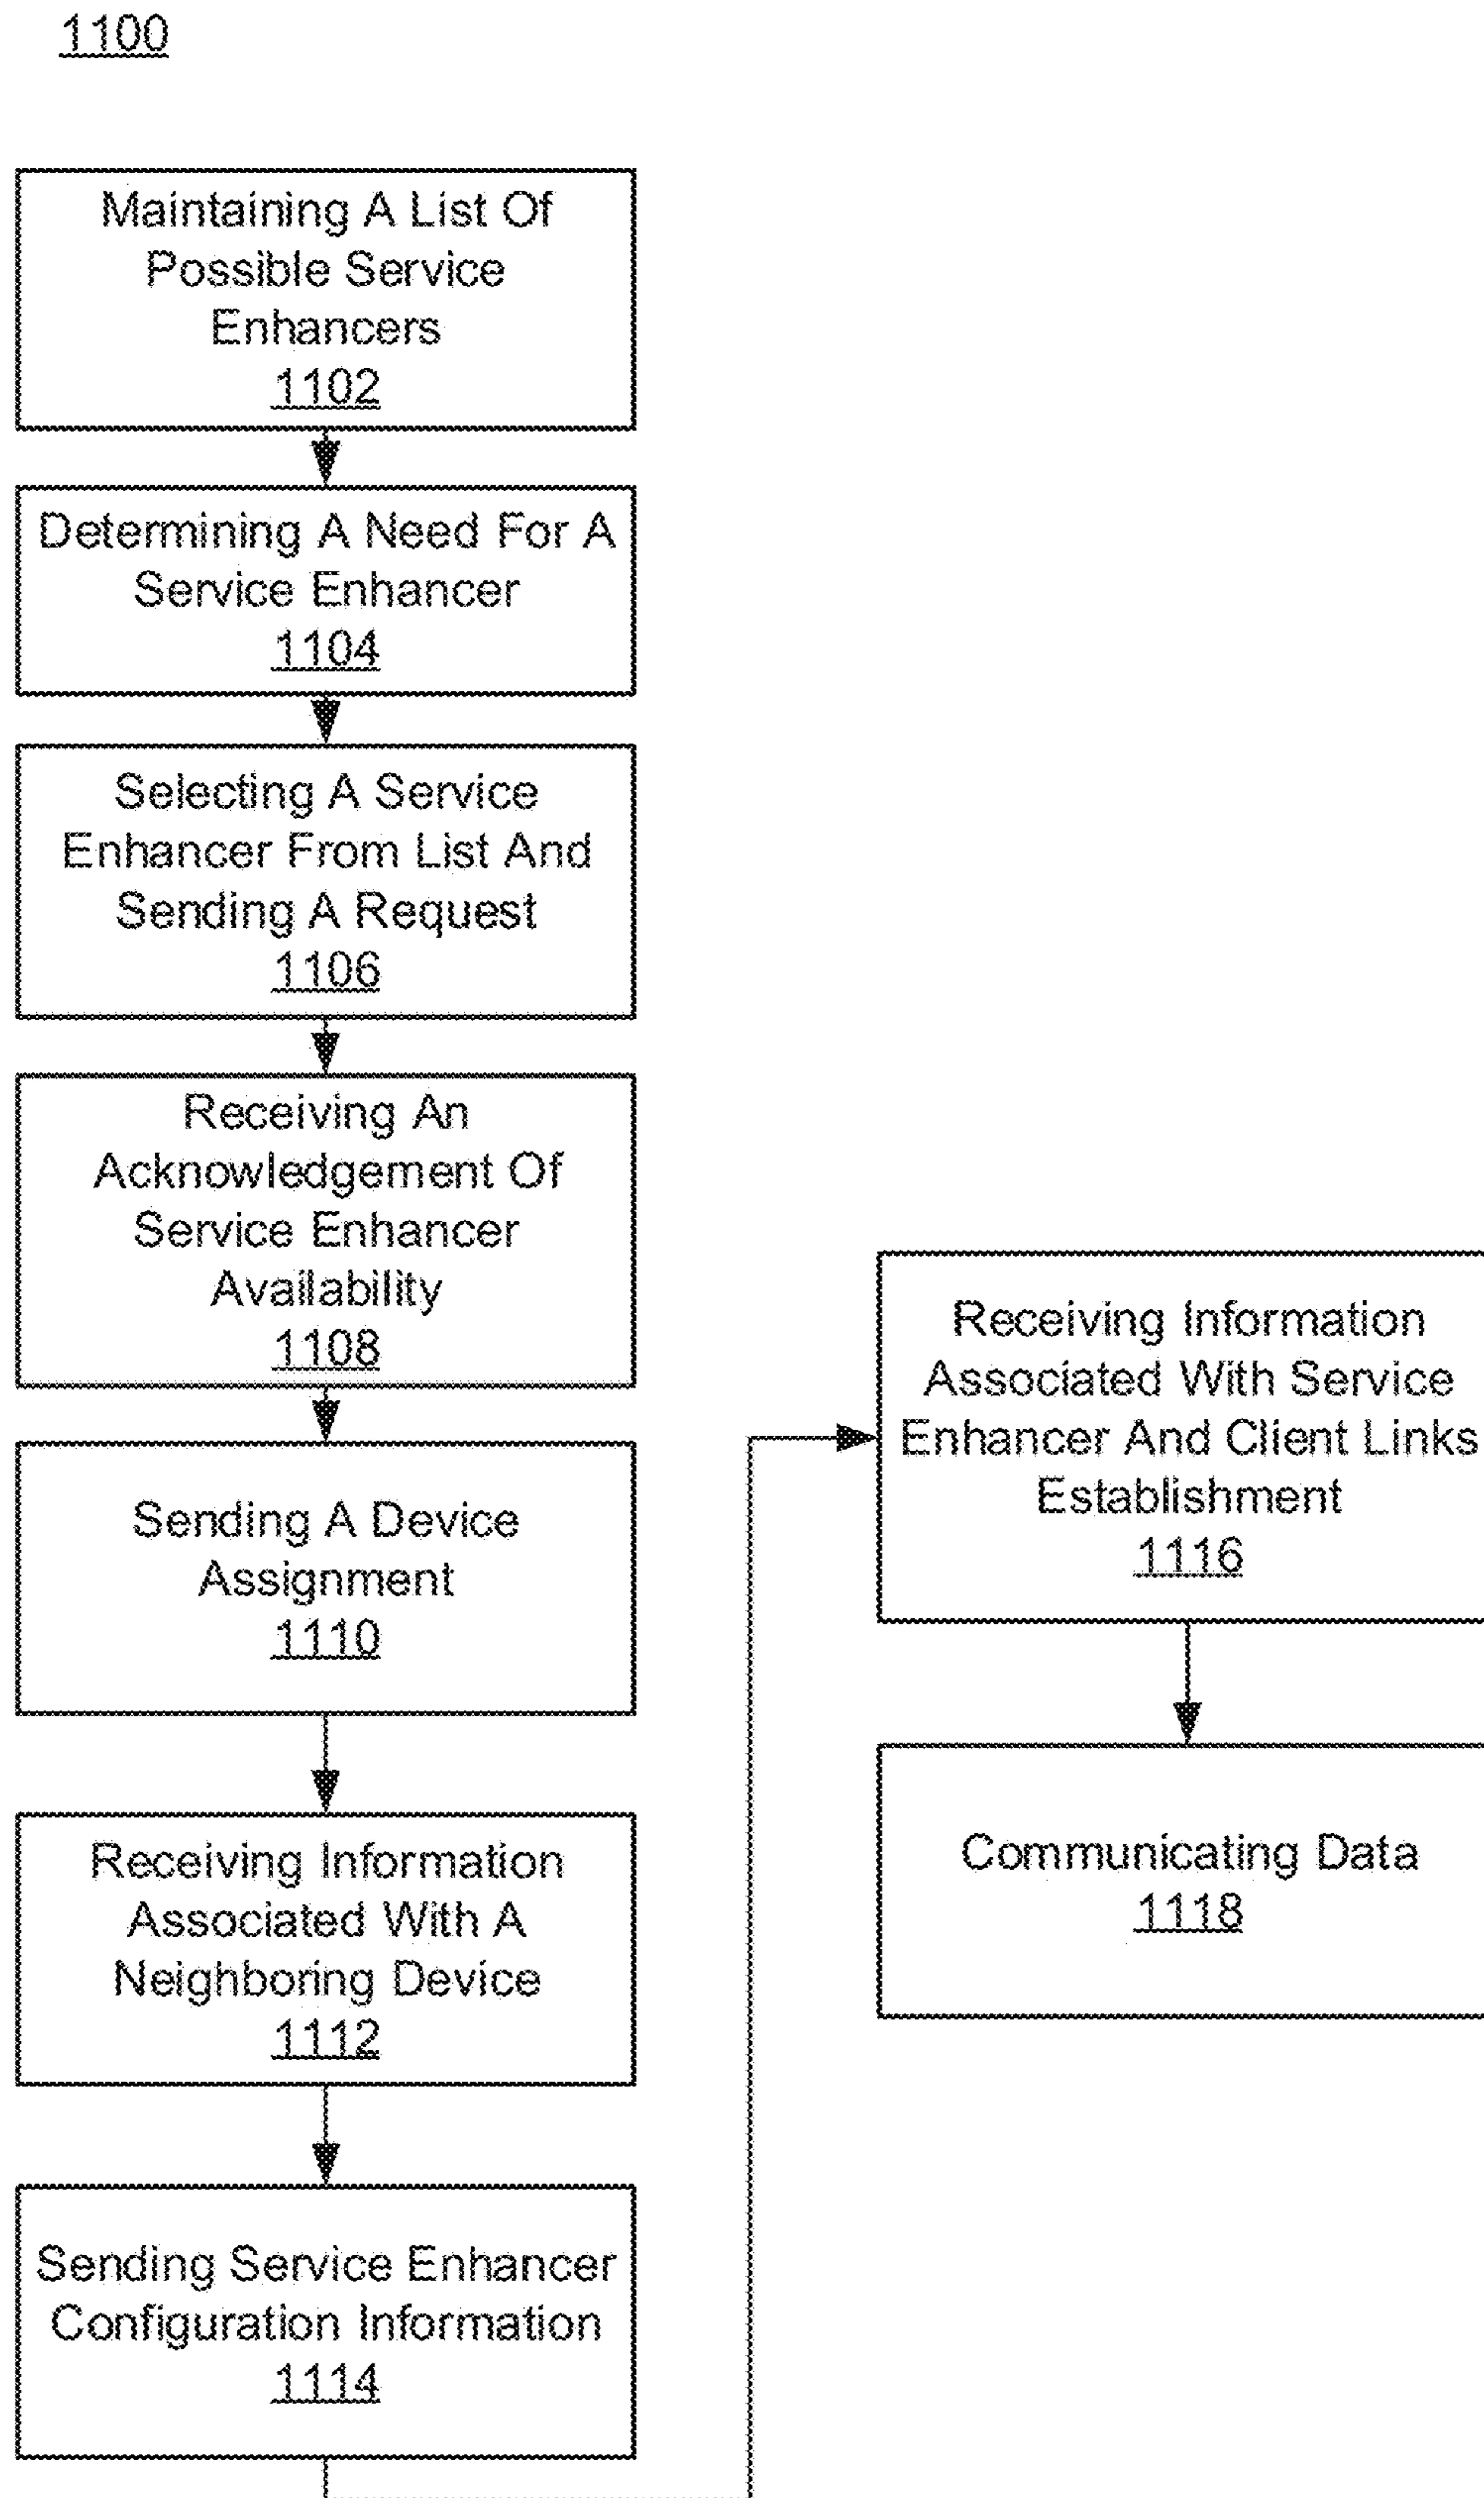 1100
Maintaining A List Of
Possible Service
Enhancers
1102
Determining A Need For A
Service Enhancer
1104
Selecting A Service
Enhancer From List And
Sending A Request
1106
Receiving An
Acknowledgement Of
Service Enhancer
Availability
1108
Sending A Device
Assignment
1110
Receiving Information
Associated With A
Neighboring Device
1112
Sending Service Enhancer
Configuration Information
1114
Receiving Information
Associated With Service
Enhancer And Client Links
Establishment
1116
Communicating Data
1118